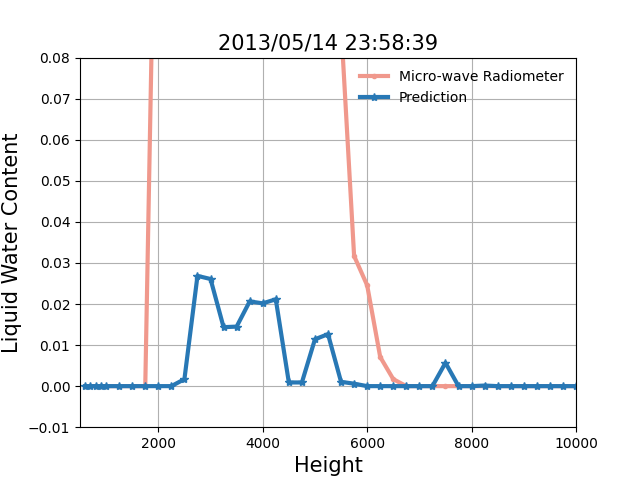 2013/05/14 23:58:39
Micro-wave Radiometer
Prediction
0.08
0.07
0.06
0.05
0.04
0.03
0.02
0.01
0.00
−0.01
Liquid Water Content
2000 4000 6000 8000 10000
Height